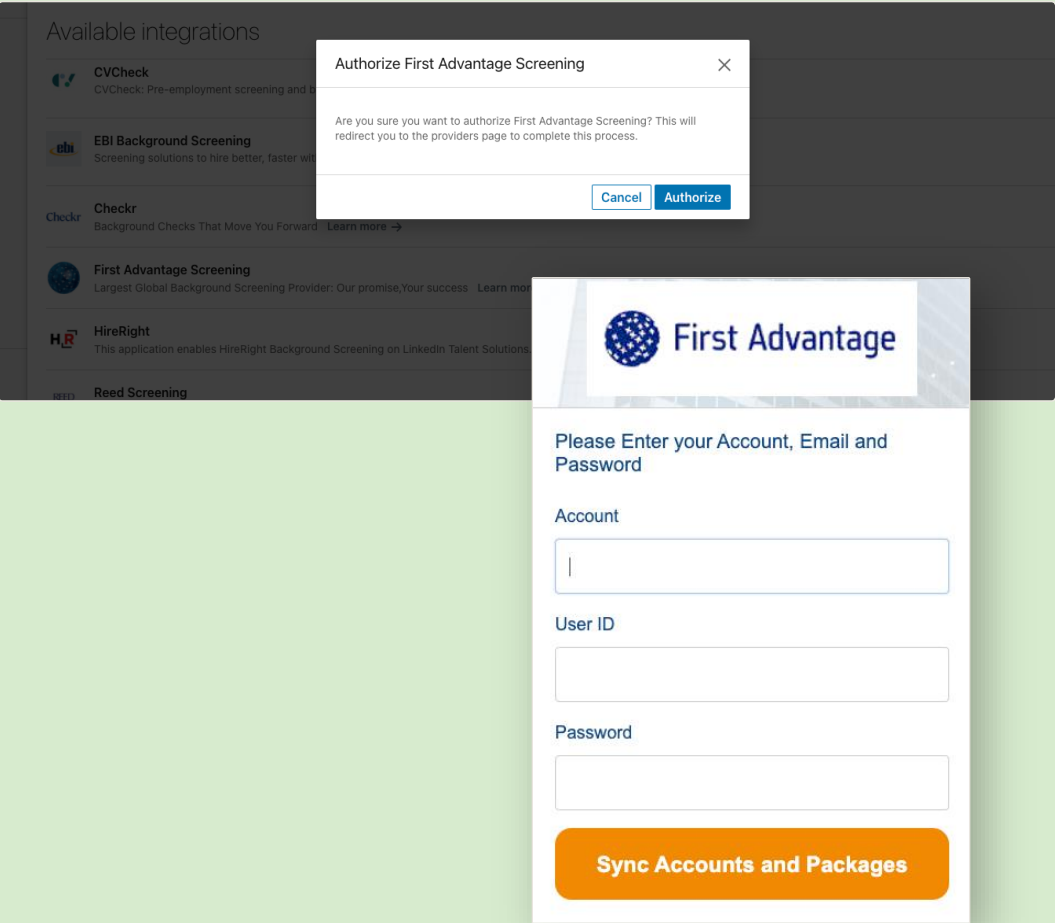 Available integrations
CVCheck
CVCheck: Pre-employment screening and b
EBI Background Screening
Screening solutions to hire better, faster wit
ebi
Checkr
Checkr
Background Checks That Move You Forward Learn more →
First Advantage Screening
Largest Global Background Screening Provider: Our promise,Your success Learn mor
HireRight
HR
This application enables HireRight Background Screening on LinkedIn Talent Solutions.
Reed Screening
REED
Authorize First Advantage Screening
Are you sure you want to authorize First Advantage Screening? This will
redirect you to the providers page to complete this process.
Cancel Authorize
First Advantage
Please Enter your Account, Email and
Password
Account
User ID
Password
Sync Accounts and Packages